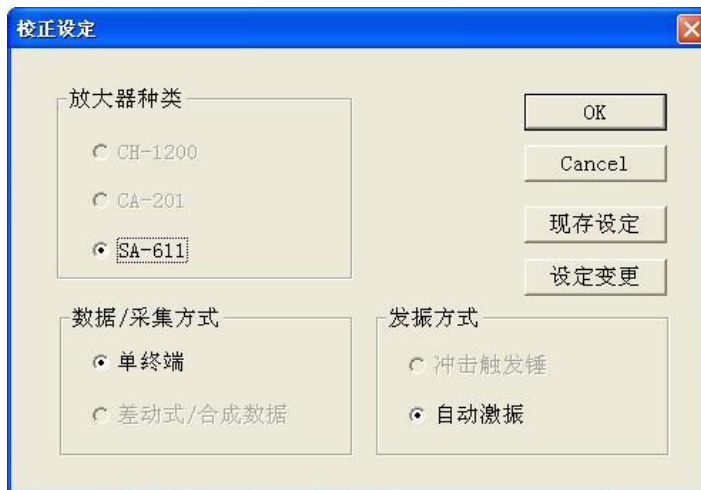 校正设定
放大器种类
CH-1200
CA-201
SA-611
OK
Cancel
现存设定
设定变更
数据/采集方式
单终端
差动式/合成数据
发振方式
冲击触发锤
自动激振